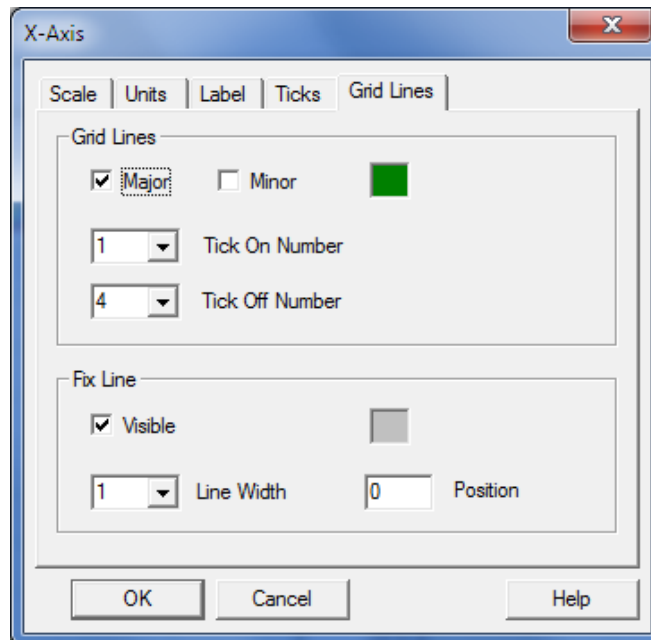 X-Axis
Scale Units Label Ticks Grid Lines
Grid Lines
Major Minor
1 Tick On Number
4 Tick Off Number
Fix Line
Visible
1 Line Width 0 Position
OK Cancel Help